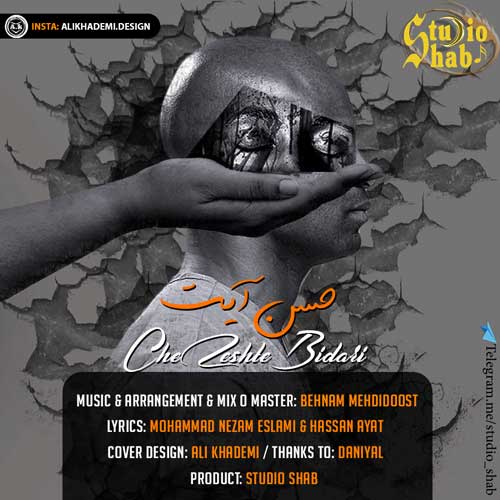 INSTA: ALIKHADEMI.DESIGN
Studio
Shab
حسن آیت
Che Zeshte Bidari
MUSIC & ARRANGEMENT & MIX O MASTER: BEHNAM MEHDIDOOST
LYRICS: MOHAMMAD NEZAM ESLAMI & HASSAN AYAT
COVER DESIGN: ALI KHADEMI / THANKS TO: DANIYAL
PRODUCT: STUDIO SHAB
Telegram.me/studio_shab